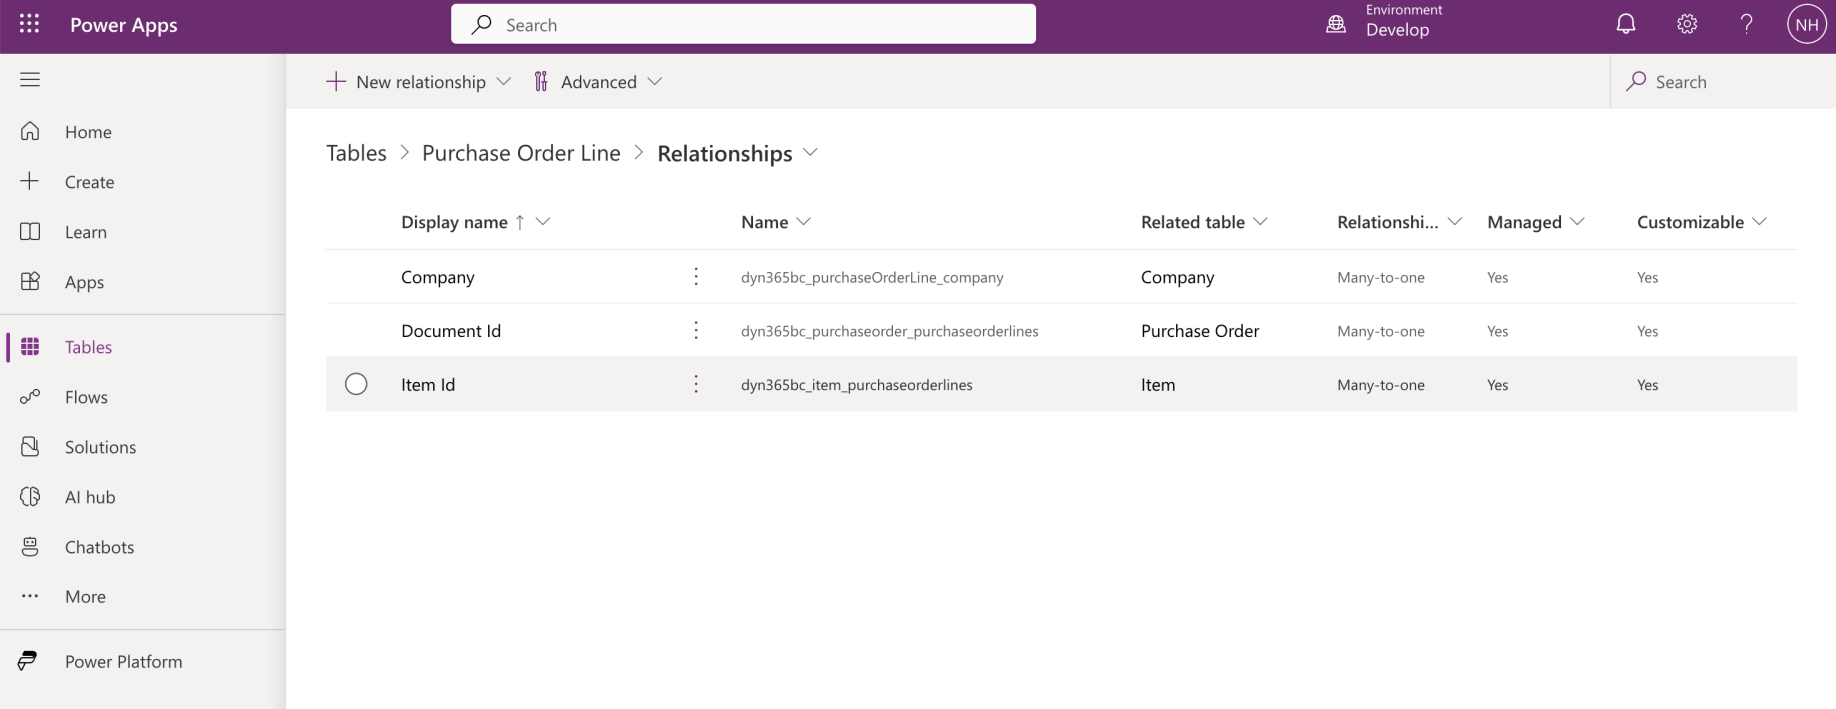 Power Apps
Search
Environment
Develop
?
NH
New relationship
Advanced
Search
Home
Create
Learn
Apps
Tables
Flows
Solutions
AI hub
Chatbots
More
Power Platform
Tables > Purchase Order Line > Relationships
Display name ↑ Name Related table Relationshi... Managed Customizable
Company dyn365bc_purchaseOrderLine_company Company Many-to-one Yes Yes
Document Id dyn365bc_purchaseorder_purchaseorderlines Purchase Order Many-to-one Yes Yes
Item Id dyn365bc_item_purchaseorderlines Item Many-to-one Yes Yes